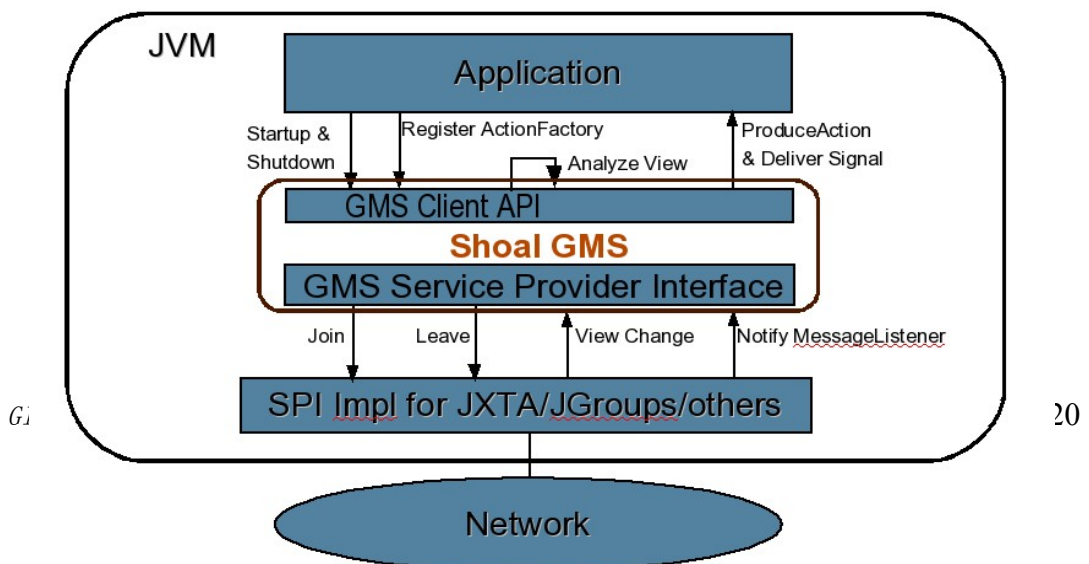 JVM
Application
Startup &
Shutdown
Register ActionFactory
Analyze View
ProduceAction
& Deliver Signal
GMS Client API
Shoal GMS
GMS Service Provider Interface
Join
Leave
View Change
Notify MessageListener
SPI Impl for JXTA/JGroups/others
20
Network